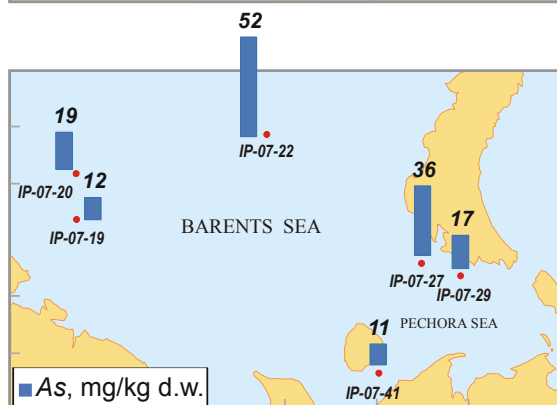 52
19
IP-07-22
IP-07-20
12
36
IP-07-19
BARENTS SEA
17
IP-07-27
IP-07-29
11
PECHORA SEA
IP-07-41
As, mg/kg d.w.